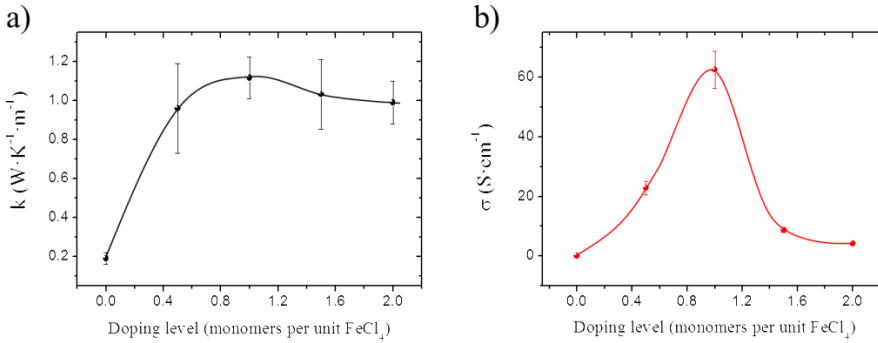 a)
k (W·K⁻¹·m⁻¹)
1.2
1.0
0.8
0.6
0.4
0.2
0.0 0.4 0.8 1.2 1.6 2.0
Doping level (monomers per unit FeCl₄)
b)
σ (S·cm⁻¹)
60
40
20
0
0.0 0.4 0.8 1.2 1.6 2.0
Doping level (monomers per unit FeCl₄)